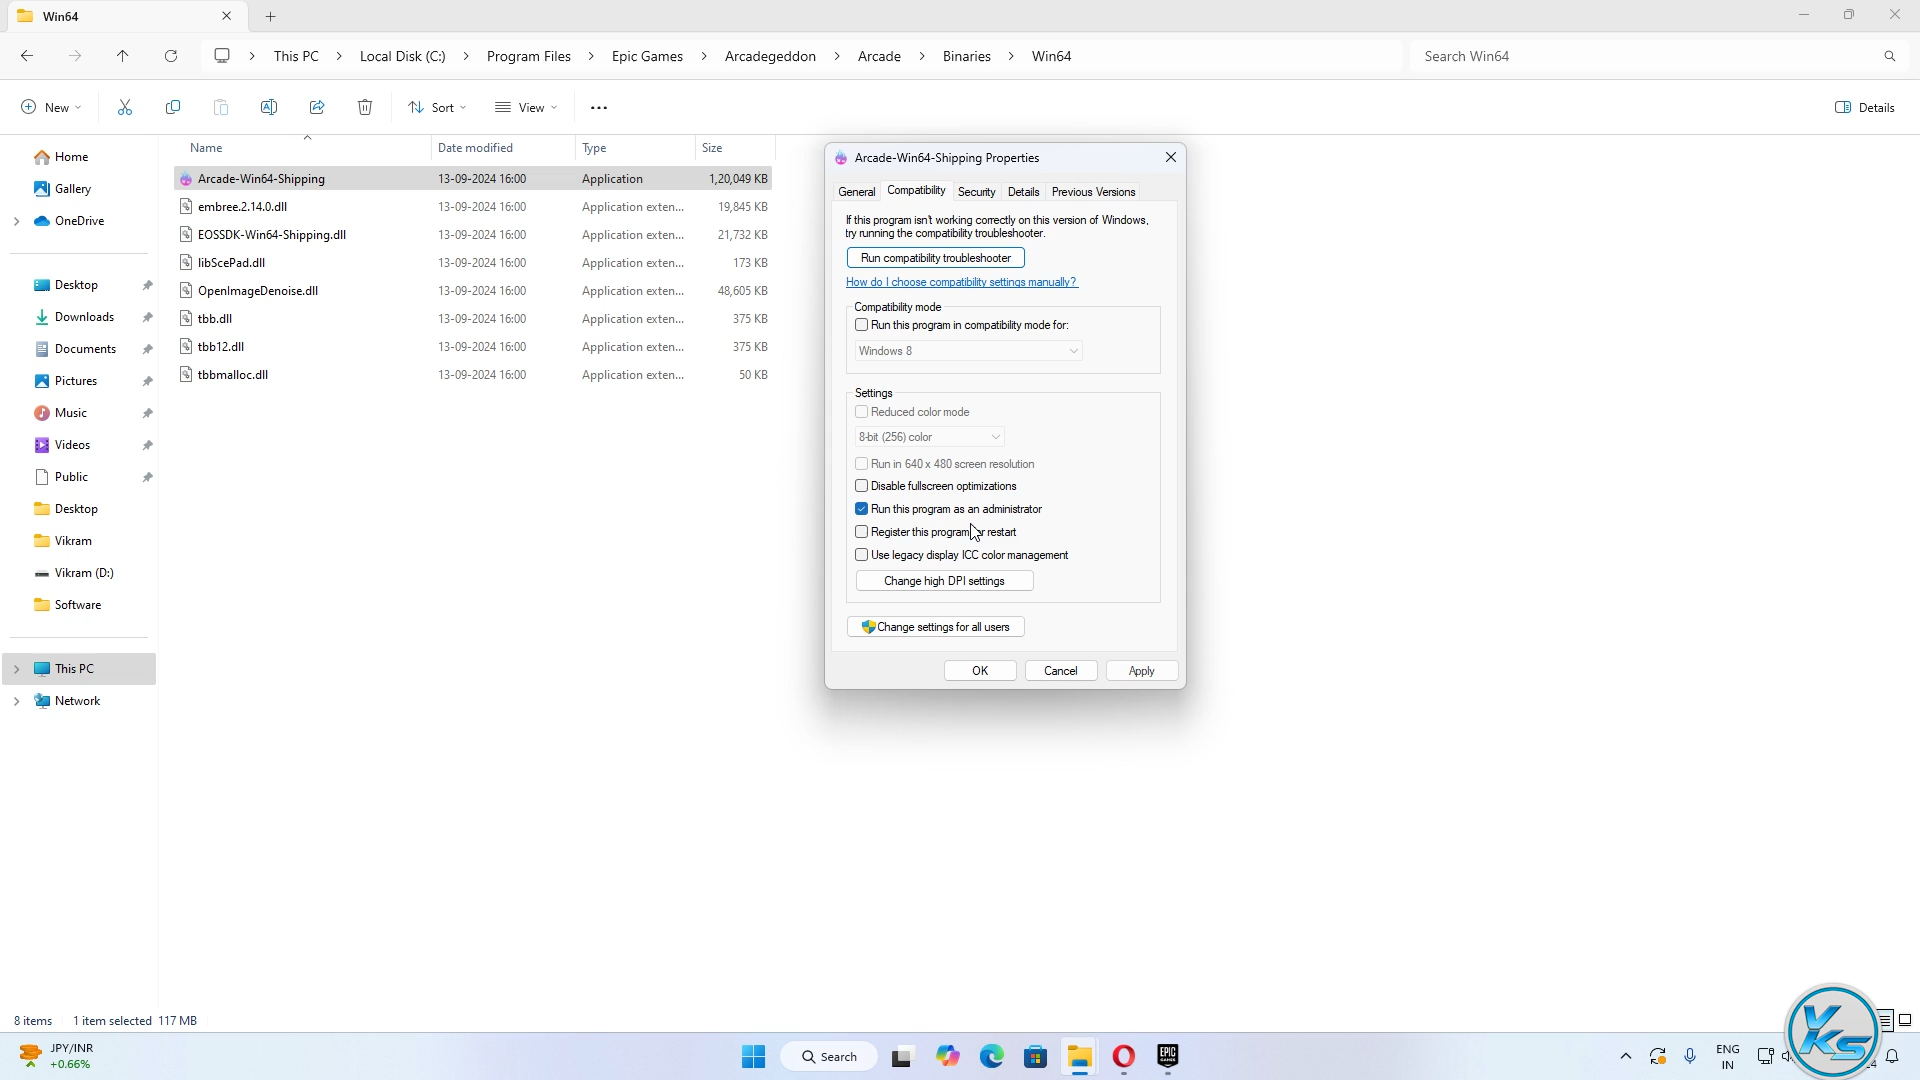 Win64
This PC > Local Disk (C:) > Program Files > Epic Games > Arcadegeddon > Arcade > Binaries > Win64
Search Win64
New
Sort
View
Details
Home
Gallery
OneDrive
Desktop
Downloads
Documents
Pictures
Music
Videos
Public
Desktop
Vikram
Vikram (D:)
Software
This PC
Network
Name Date modified Type Size
Arcade-Win64-Shipping 13-09-2024 16:00 Application 1,20,049 KB
embree.2.14.0.dll 13-09-2024 16:00 Application exten... 19,845 KB
EOSSDK-Win64-Shipping.dll 13-09-2024 16:00 Application exten... 21,732 KB
libScePad.dll 13-09-2024 16:00 Application exten... 173 KB
OpenImageDenoise.dll 13-09-2024 16:00 Application exten... 48,605 KB
tbb.dll 13-09-2024 16:00 Application exten... 375 KB
tbb12.dll 13-09-2024 16:00 Application exten... 375 KB
tbbmalloc.dll 13-09-2024 16:00 Application exten... 50 KB
Arcade-Win64-Shipping Properties
General Compatibility Security Details Previous Versions
If this program isn't working correctly on this version of Windows,
try running the compatibility troubleshooter.
Run compatibility troubleshooter
How do I choose compatibility settings manually?
Compatibility mode
Run this program in compatibility mode for:
Windows 8
Settings
Reduced color mode
8-bit (256) color
Run in 640 x 480 screen resolution
Disable fullscreen optimizations
Run this program as an administrator
Register this program restart
Use legacy display ICC color management
Change high DPI settings
Change settings for all users
OK Cancel Apply
8 items 1 item selected 117 MB
JPY/INR
+0.66%
Search
EPIC
GAMES
ENG
IN
YKS